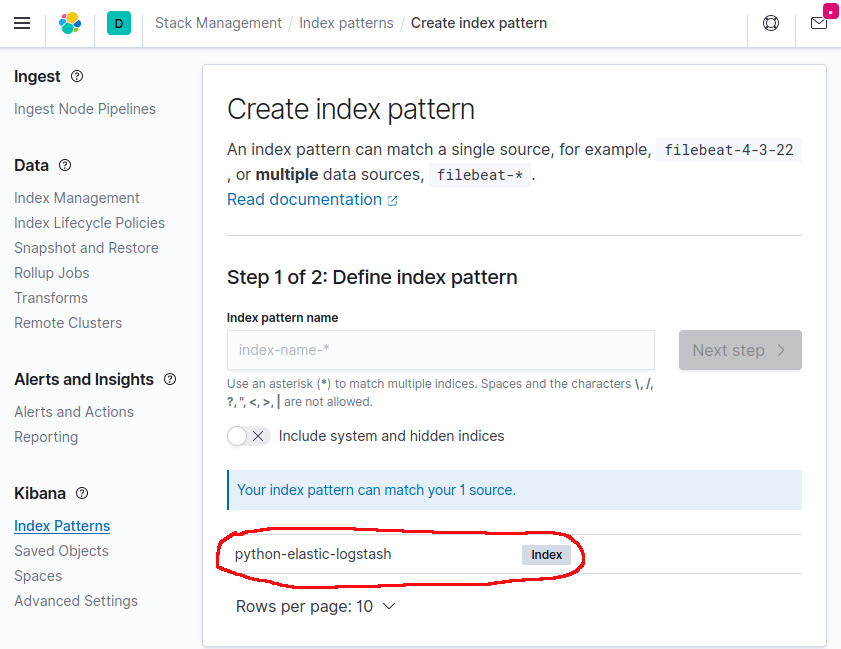 D Stack Management / Index patterns / Create index pattern
Ingest
Ingest Node Pipelines
Data
Index Management
Index Lifecycle Policies
Snapshot and Restore
Rollup Jobs
Transforms
Remote Clusters
Alerts and Insights
Alerts and Actions
Reporting
Kibana
Index Patterns
Saved Objects
Spaces
Advanced Settings
Create index pattern
An index pattern can match a single source, for example, filebeat-4-3-22
, or multiple data sources, filebeat-* .
Read documentation
Step 1 of 2: Define index pattern
Index pattern name
index-name-*
Next step
Use an asterisk (*) to match multiple indices. Spaces and the characters \, /,
?, ", <, >, | are not allowed.
Include system and hidden indices
Your index pattern can match your 1 source.
python-elastic-logstash Index
Rows per page: 10